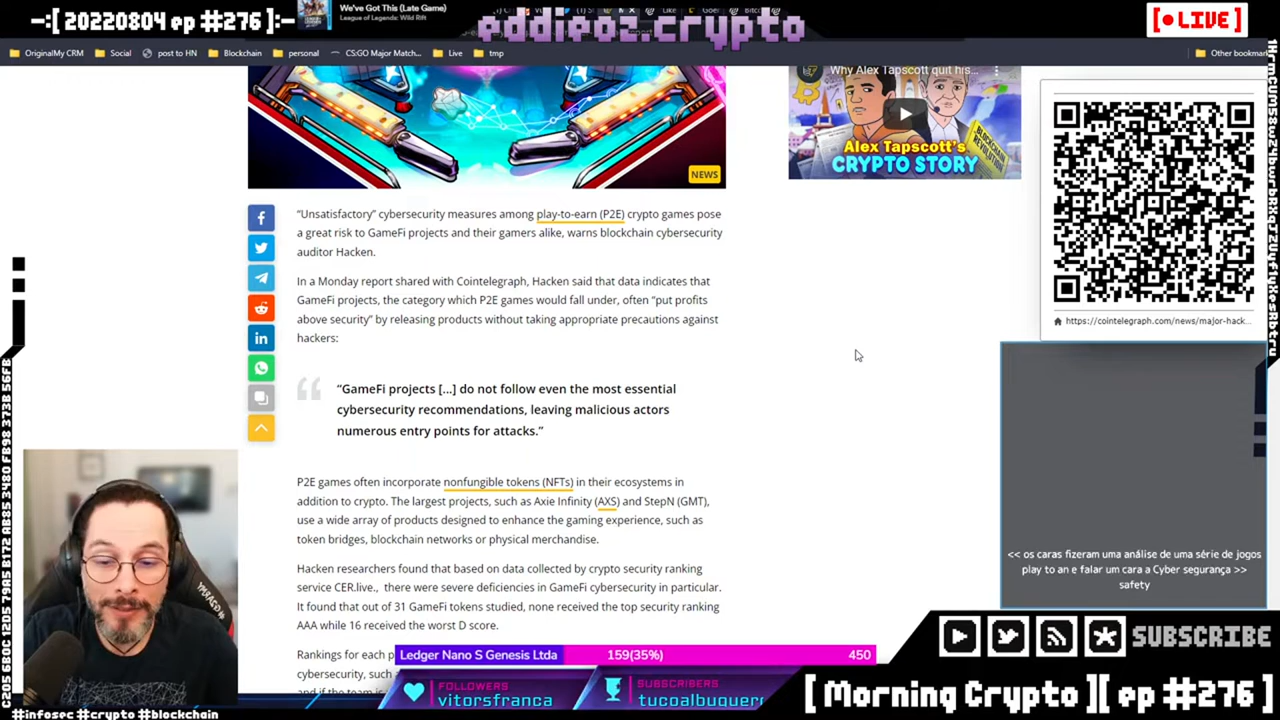 -:[ 20220804 ep #276 ]:-
We've Got This (Late Game)
League of Legends: Wild Rift
eddieoz.crypto
[ LIVE ]
OriginalMy CRM
Social
post to HN
Blockchain
personal
CS:GO Major Match...
Live
tmp
Other bookmar
NEWS
Why Alex Tapscott quit his...
BLOCKCHAIN REVOLUTION
Alex Tapscott's
CRYPTO STORY
https://cointelegraph.com/news/major-hack...
“Unsatisfactory” cybersecurity measures among play-to-earn (P2E) crypto games pose
a great risk to GameFi projects and their gamers alike, warns blockchain cybersecurity
auditor Hacken.
In a Monday report shared with Cointelegraph, Hacken said that data indicates that
GameFi projects, the category which P2E games would fall under, often “put profits
above security” by releasing products without taking appropriate precautions against
hackers:
“GameFi projects [...] do not follow even the most essential
cybersecurity recommendations, leaving malicious actors
numerous entry points for attacks.”
P2E games often incorporate nonfungible tokens (NFTs) in their ecosystems in
addition to crypto. The largest projects, such as Axie Infinity (AXS) and StepN (GMT),
use a wide array of products designed to enhance the gaming experience, such as
token bridges, blockchain networks or physical merchandise.
Hacken researchers found that based on data collected by crypto security ranking
service CER.live., there were severe deficiencies in GameFi cybersecurity in particular.
It found that out of 31 GameFi tokens studied, none received the top security ranking
AAA while 16 received the worst D score.
Rankings for each p
cybersecurity, such
and if the team is
<< os caras fizeram uma análise de uma série de jogos
play to an e falar um cara a Cyber segurança >>
safety
Ledger Nano S Genesis Ltda
159(35%)
450
FOLLOWERS
vitorsfranca
SUBSCRIBERS
tucoalbuquerq
SUBSCRIBE
[ Morning Crypto ][ ep #276 ]
#infosec #crypto #blockchain